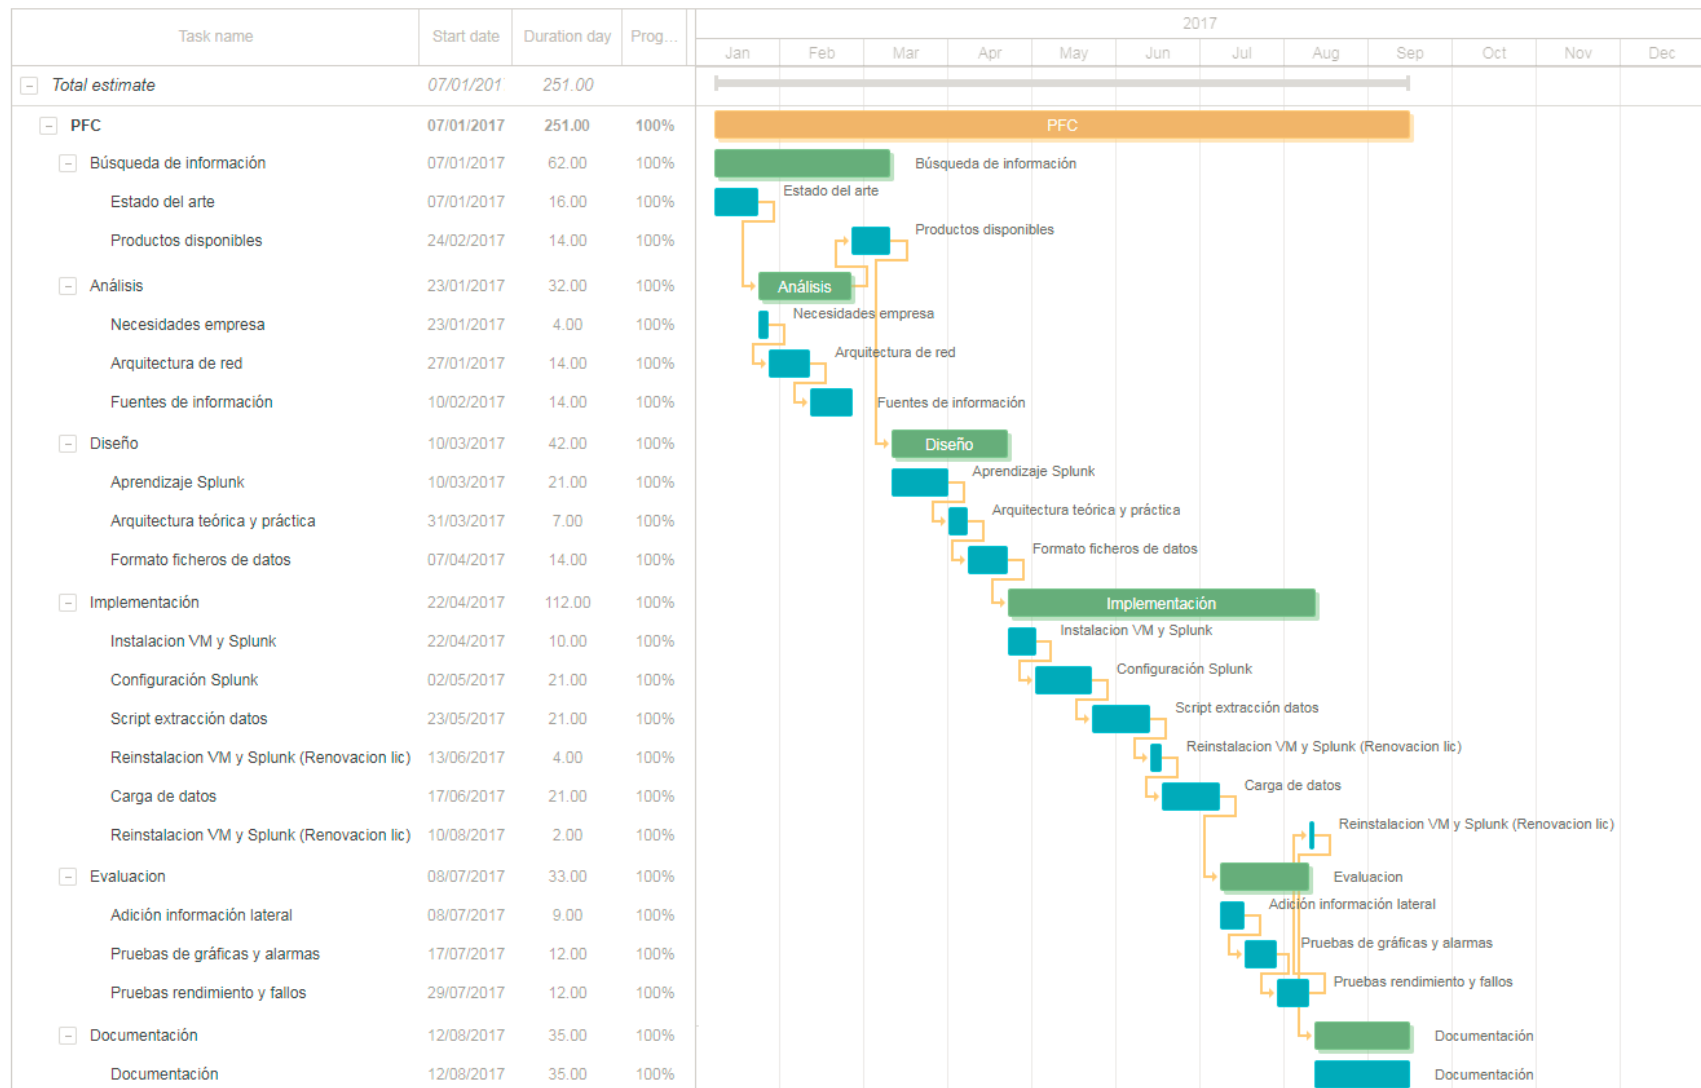 Task name Start date Duration day Prog... 2017
Jan Feb Mar Apr May Jun Jul Aug Sep Oct Nov Dec
Total estimate 07/01/201 251.00
PFC 07/01/2017 251.00 100% PFC
Búsqueda de información 07/01/2017 62.00 100% Búsqueda de información
Estado del arte 07/01/2017 16.00 100% Estado del arte
Productos disponibles 24/02/2017 14.00 100% Productos disponibles
Análisis 23/01/2017 32.00 100% Análisis
Necesidades empresa 23/01/2017 4.00 100% Necesidades empresa
Arquitectura de red 27/01/2017 14.00 100% Arquitectura de red
Fuentes de información 10/02/2017 14.00 100% Fuentes de información
Diseño 10/03/2017 42.00 100% Diseño
Aprendizaje Splunk 10/03/2017 21.00 100% Aprendizaje Splunk
Arquitectura teórica y práctica 31/03/2017 7.00 100% Arquitectura teórica y práctica
Formato ficheros de datos 07/04/2017 14.00 100% Formato ficheros de datos
Implementación 22/04/2017 112.00 100% Implementación
Instalacion VM y Splunk 22/04/2017 10.00 100% Instalacion VM y Splunk
Configuración Splunk 02/05/2017 21.00 100% Configuración Splunk
Script extracción datos 23/05/2017 21.00 100% Script extracción datos
Reinstalacion VM y Splunk (Renovacion lic) 13/06/2017 4.00 100% Reinstalacion VM y Splunk (Renovacion lic)
Carga de datos 17/06/2017 21.00 100% Carga de datos
Reinstalacion VM y Splunk (Renovacion lic) 10/08/2017 2.00 100% Reinstalacion VM y Splunk (Renovacion lic)
Evaluacion 08/07/2017 33.00 100% Evaluacion
Adición información lateral 08/07/2017 9.00 100% Adición información lateral
Pruebas de gráficas y alarmas 17/07/2017 12.00 100% Pruebas de gráficas y alarmas
Pruebas rendimiento y fallos 29/07/2017 12.00 100% Pruebas rendimiento y fallos
Documentación 12/08/2017 35.00 100% Documentación
Documentación 12/08/2017 35.00 100% Documentación